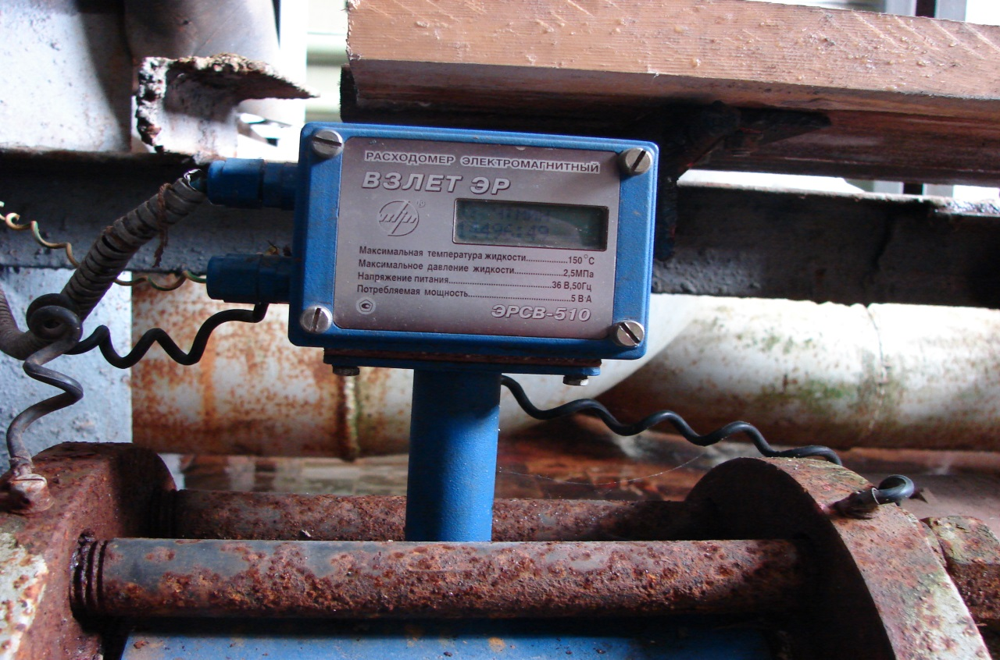 РАСХОДОМЕР ЭЛЕКТРОМАГНИТНЫЙ
ВЗЛЕТ ЭР
®
Максимальная температура жидкости...................150°С
Максимальное давление жидкости......................2,5МПа
Напряжение питания...............................................36 В,50Гц
Потребляемая мощность..............................................5 В·А
ЭРСВ-510